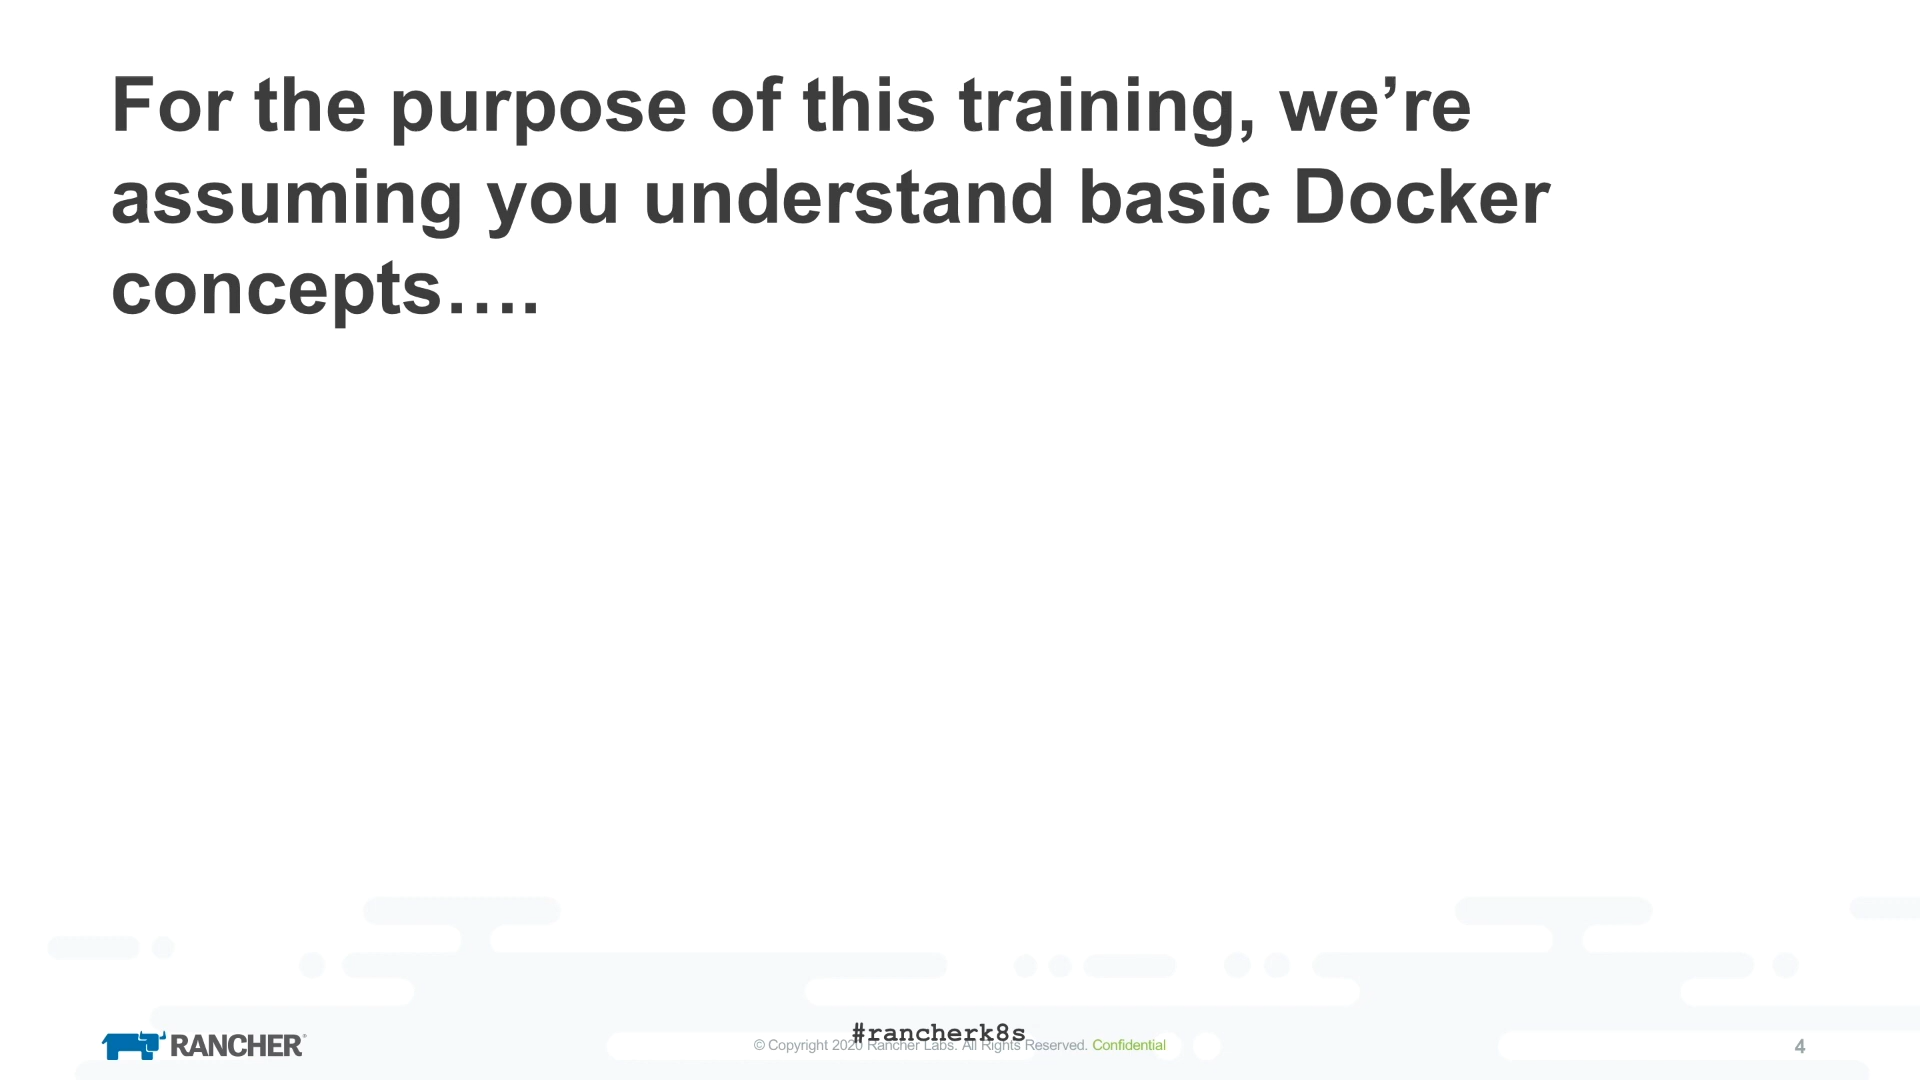 For the purpose of this training, we’re
assuming you understand basic Docker
concepts….
RANCHER
#rancherk8s
© Copyright 2020 Rancher Labs. All Rights Reserved. Confidential
4